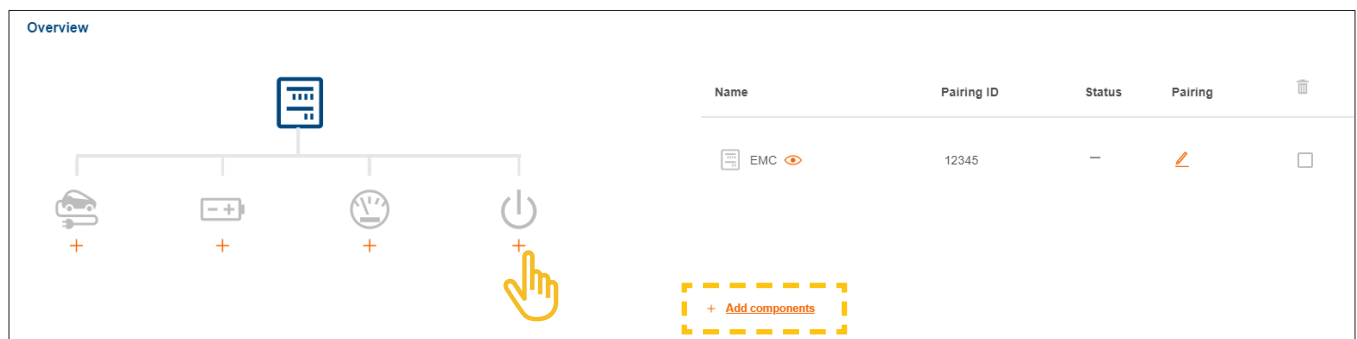 Overview
Name Pairing ID Status Pairing
EMC 12345 –
+ + + +
+ Add components